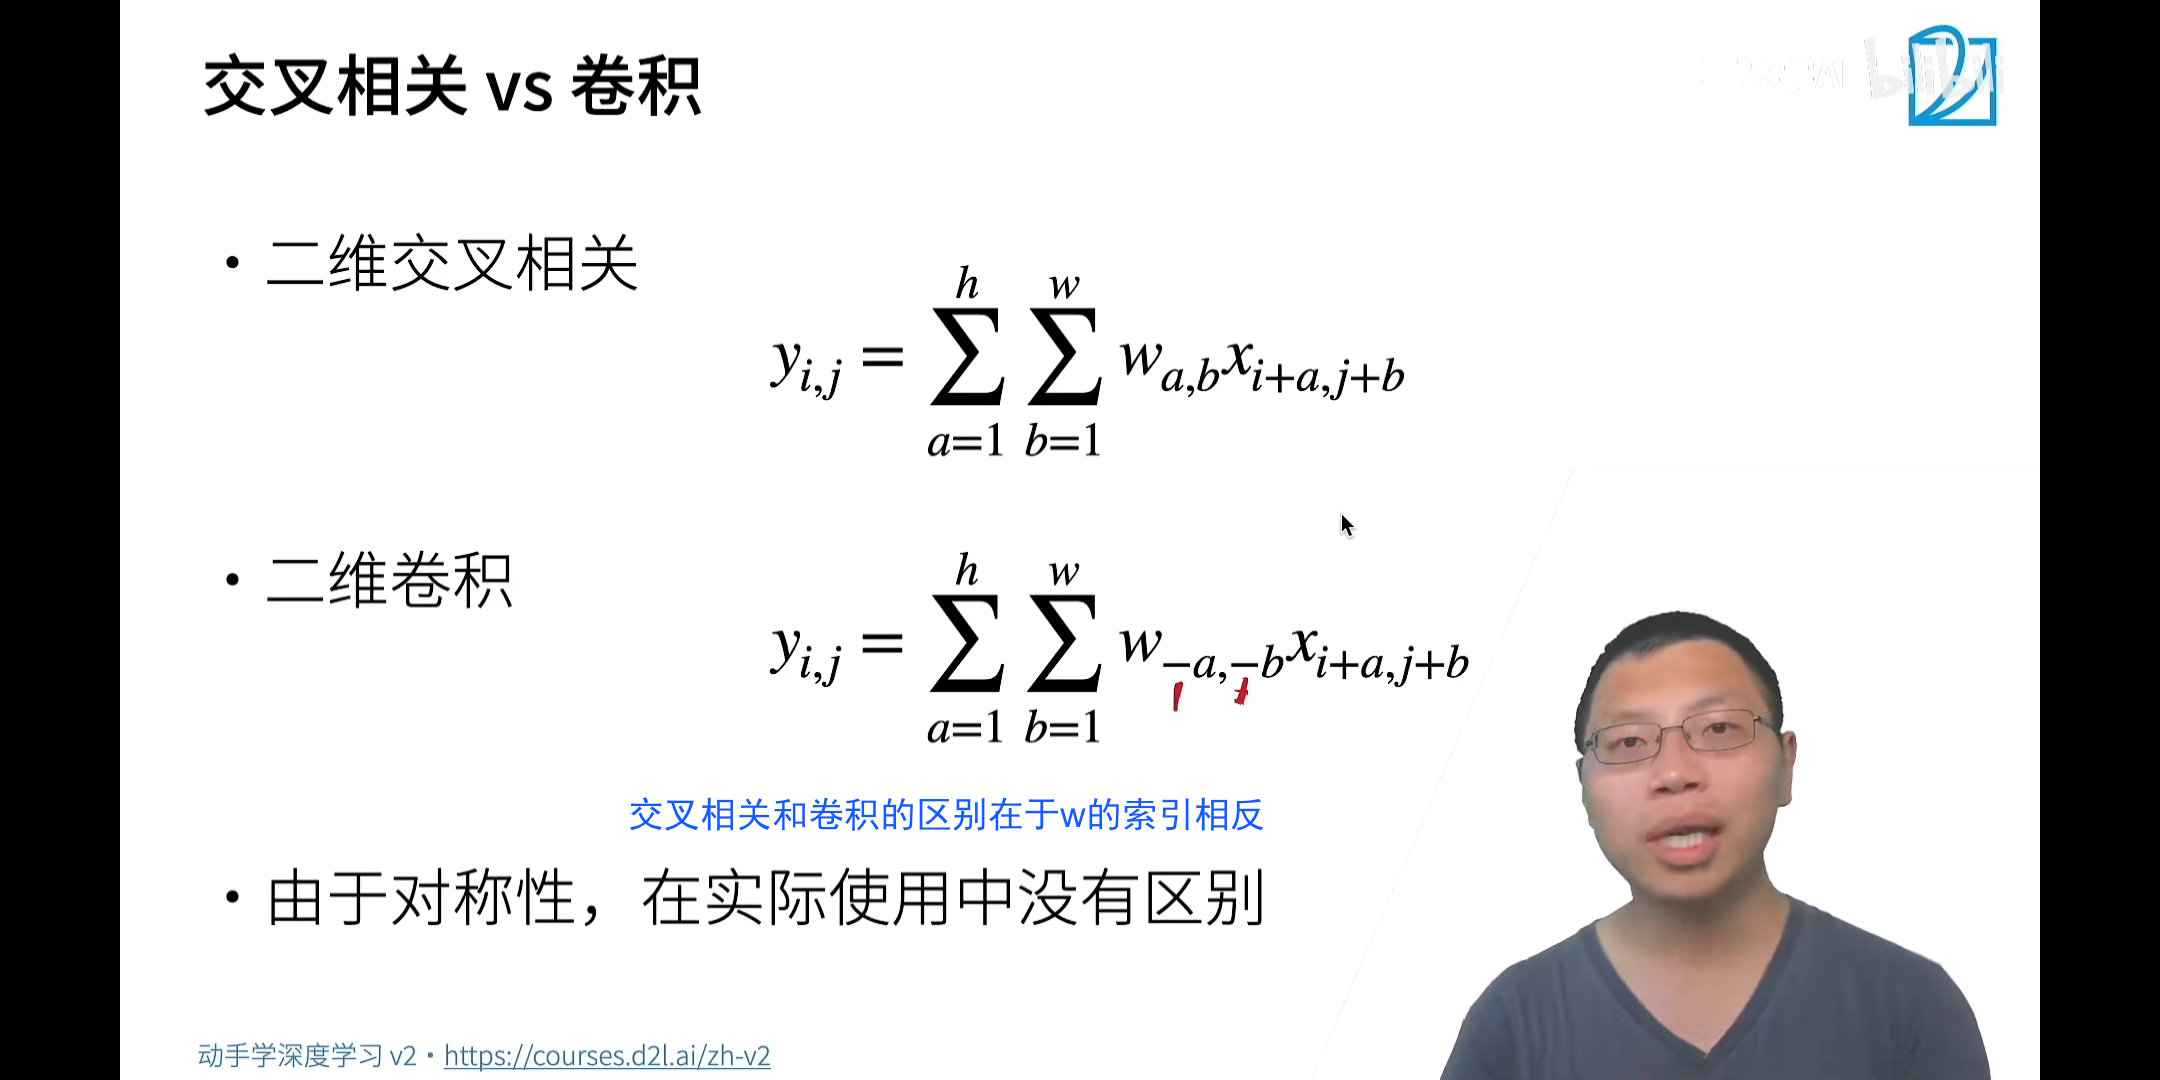 交叉相关 vs 卷积
bilibili
• 二维交叉相关
y_{i,j} = \sum_{a=1}^{h} \sum_{b=1}^{w} w_{a,b} x_{i+a,j+b}
• 二维卷积
y_{i,j} = \sum_{a=1}^{h} \sum_{b=1}^{w} w_{-a,-b} x_{i+a,j+b}
交叉相关和卷积的区别在于w的索引相反
• 由于对称性，在实际使用中没有区别
动手学深度学习 v2 • https://courses.d2l.ai/zh-v2